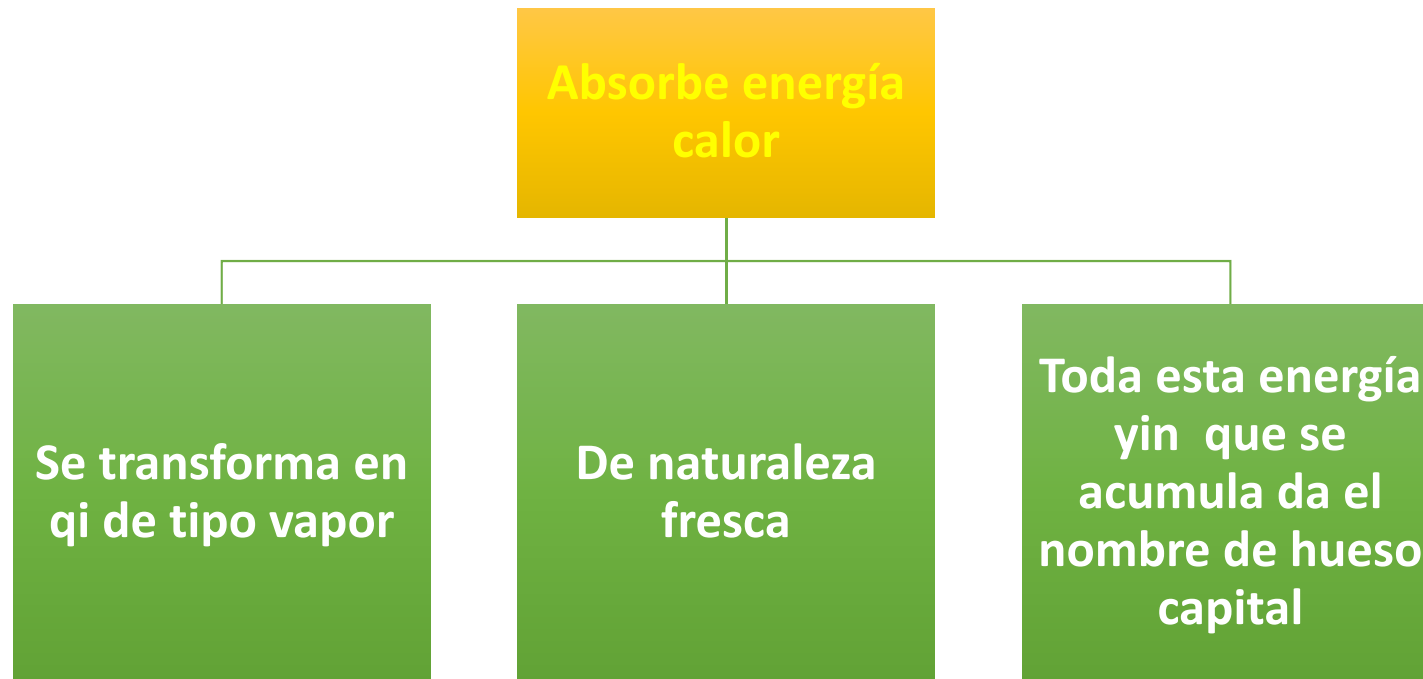 Absorbe energía
calor
Se transforma en
qi de tipo vapor
De naturaleza
fresca
Toda esta energía
yin que se
acumula da el
nombre de hueso
capital